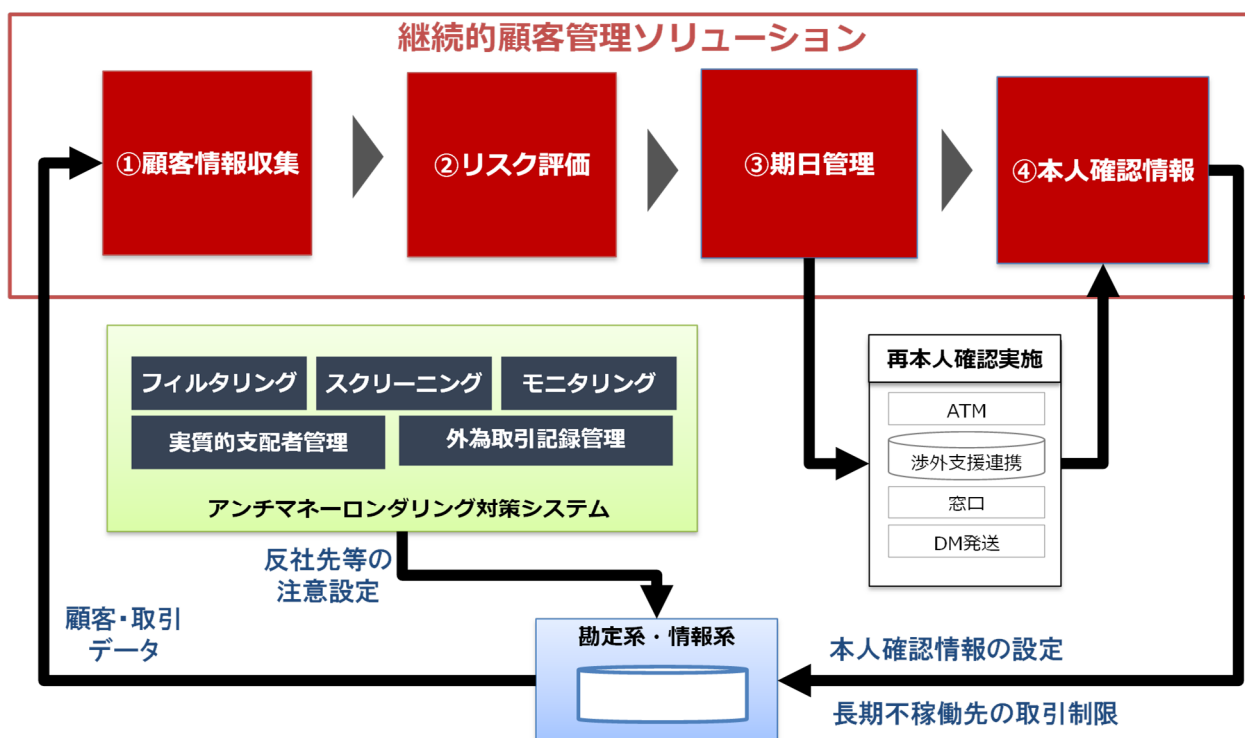 継続的顧客管理ソリューション
①顧客情報収集
②リスク評価
③期日管理
④本人確認情報
フィルタリング
スクリーニング
モニタリング
実質的支配者管理
外為取引記録管理
アンチマネーロンダリング対策システム
再本人確認実施
ATM
渉外支援連携
窓口
DM発送
反社先等の
注意設定
顧客・取引
データ
勘定系・情報系
本人確認情報の設定
長期不稼働先の取引制限